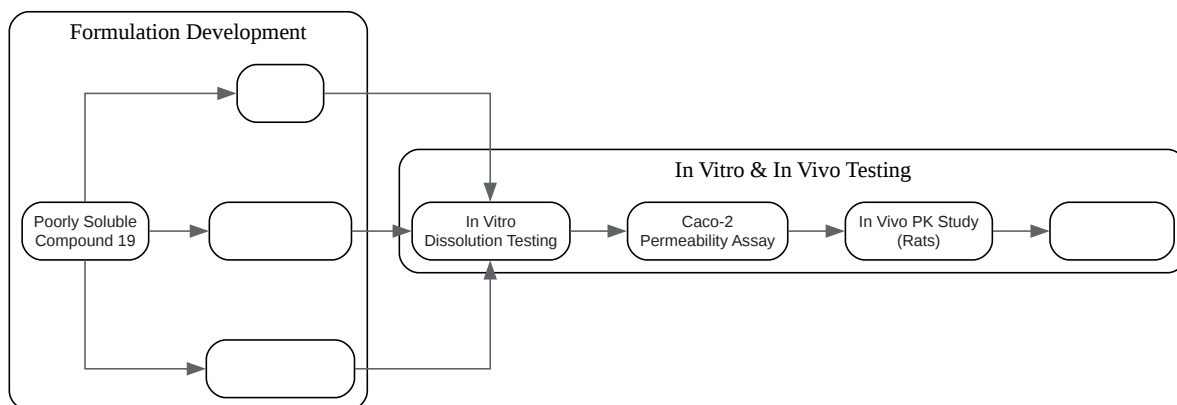 Formulation Development
In Vitro & In Vivo Testing
Poorly Soluble
Compound 19
In Vitro
Dissolution Testing
Caco-2
Permeability Assay
In Vivo PK Study
(Rats)